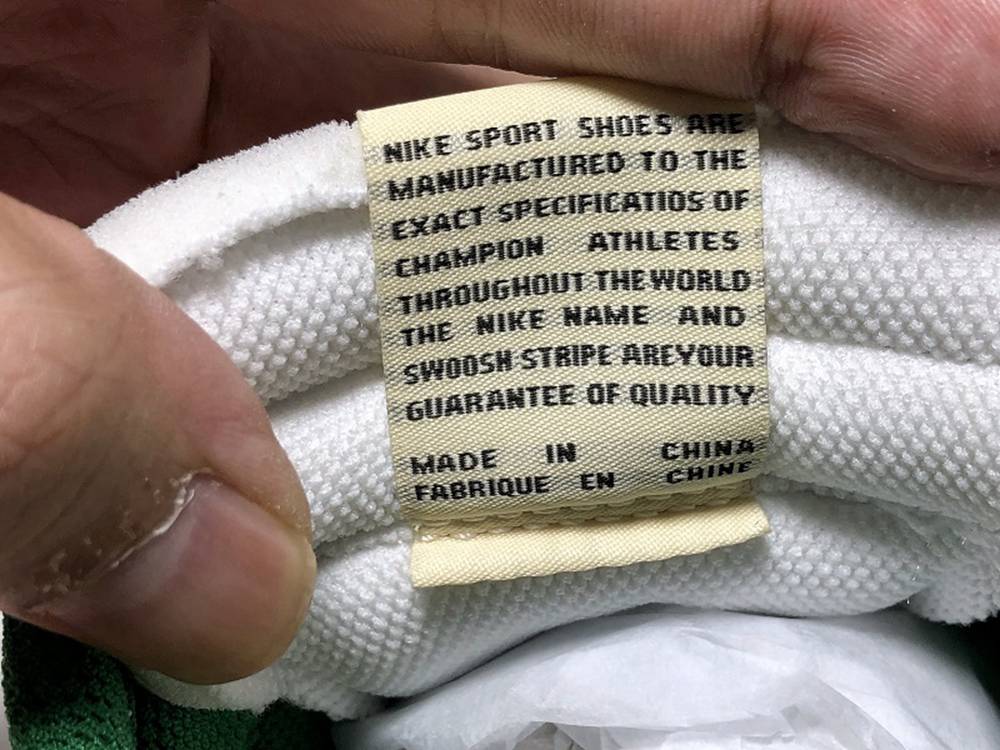 NIKE SPORT SHOES ARE
MANUFACTURED TO THE
EXACT SPECIFICATIOS OF
CHAMPION ATHLETES
THROUGHOUT THE WORLD
THE NIKE NAME AND
SWOOSH STRIPE AREYOUR
GUARANTEE OF QUALITY
MADE IN CHINA
FABRIQUE EN CHINE